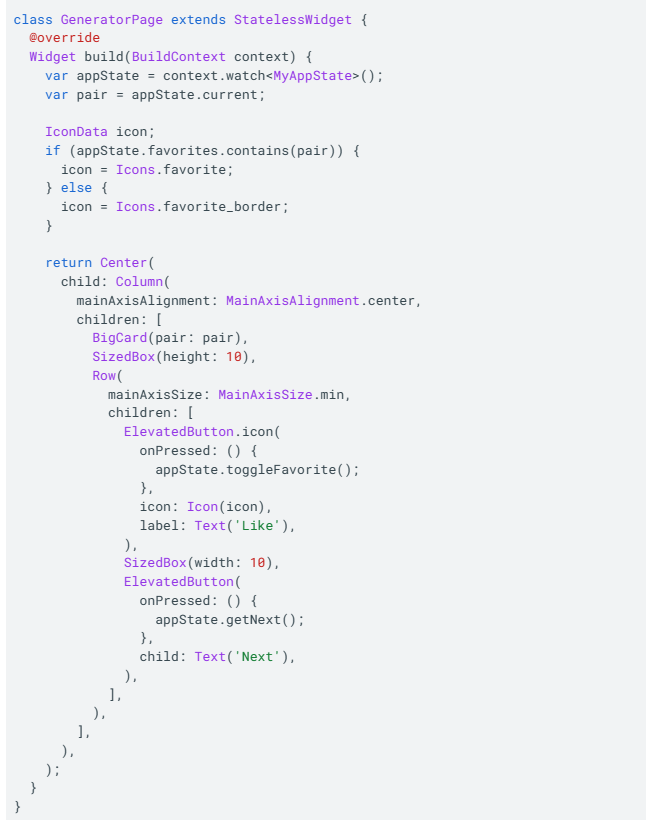 class GeneratorPage extends StatelessWidget {
  @override
  Widget build(BuildContext context) {
    var appState = context.watch<MyAppState>();
    var pair = appState.current;

    IconData icon;
    if (appState.favorites.contains(pair)) {
      icon = Icons.favorite;
    } else {
      icon = Icons.favorite_border;
    }

    return Center(
      child: Column(
        mainAxisAlignment: MainAxisAlignment.center,
        children: [
          BigCard(pair: pair),
          SizedBox(height: 10),
          Row(
            mainAxisSize: MainAxisSize.min,
            children: [
              ElevatedButton.icon(
                onPressed: () {
                  appState.toggleFavorite();
                },
                icon: Icon(icon),
                label: Text('Like'),
              ),
              SizedBox(width: 10),
              ElevatedButton(
                onPressed: () {
                  appState.getNext();
                },
                child: Text('Next'),
              ),
            ],
          ),
        ],
      ),
    );
  }
}